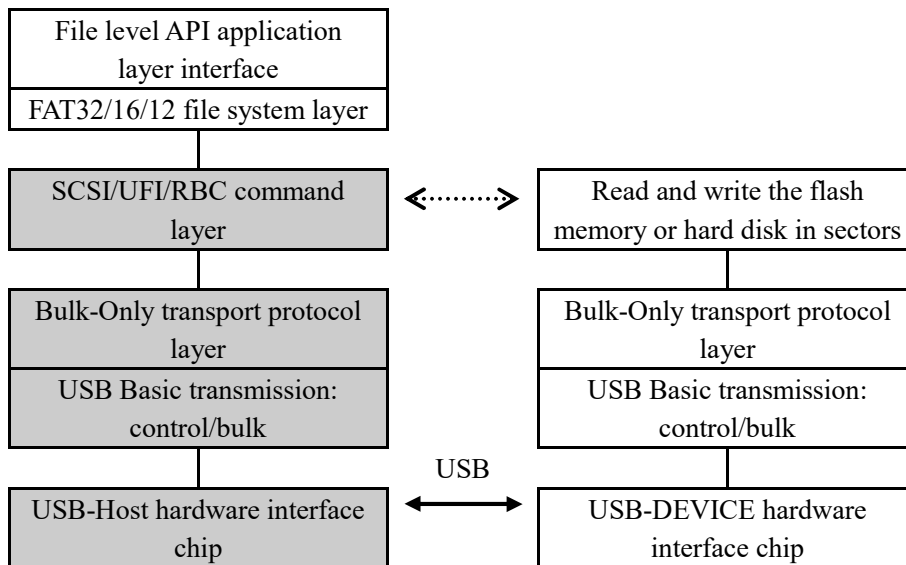 File level API application
layer interface
FAT32/16/12 file system layer
SCSI/UFI/RBC command
layer
Read and write the flash
memory or hard disk in sectors
Bulk-Only transport protocol
layer
Bulk-Only transport protocol
layer
USB Basic transmission:
control/bulk
USB Basic transmission:
control/bulk
USB
USB-Host hardware interface
chip
USB-DEVICE hardware
interface chip